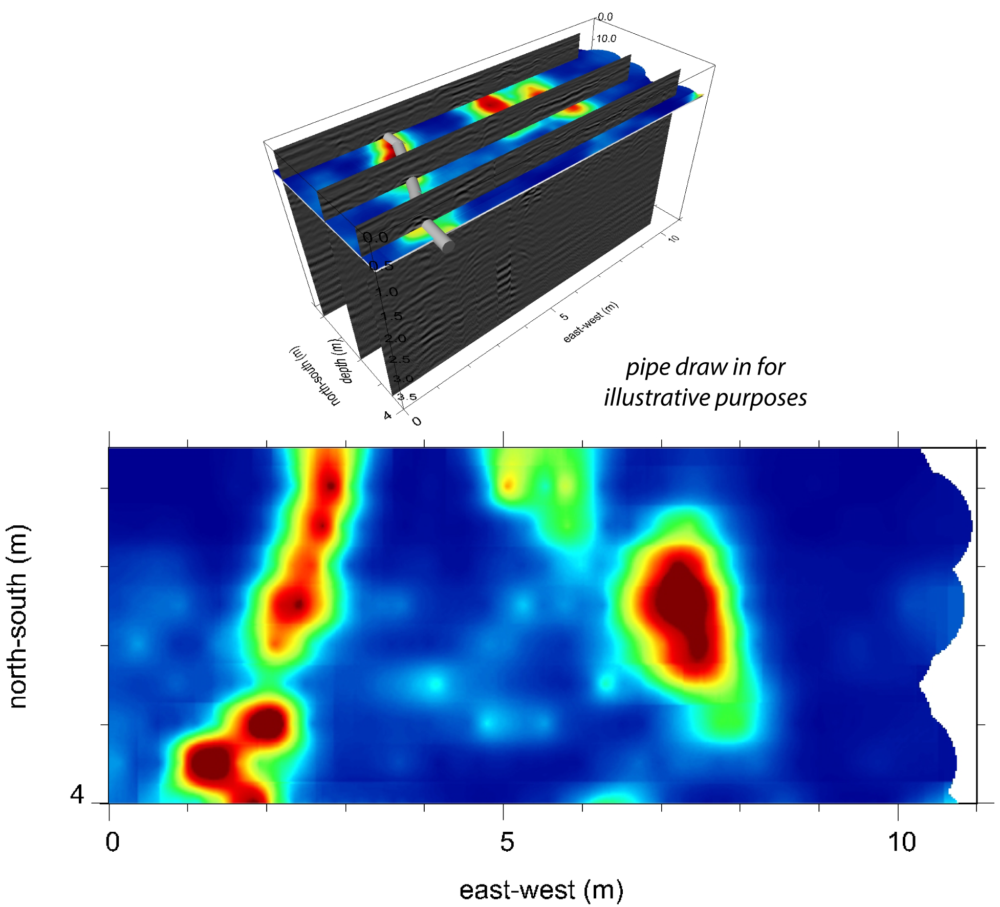 0.0
10.0
0.0
0.5
1.0
1.5
2.0
2.5
3.0
3.5
4
0
5
10
east-west (m)
depth (m)
north-south (m)
pipe draw in for
illustrative purposes
north-south (m)
4
0
5
10
east-west (m)